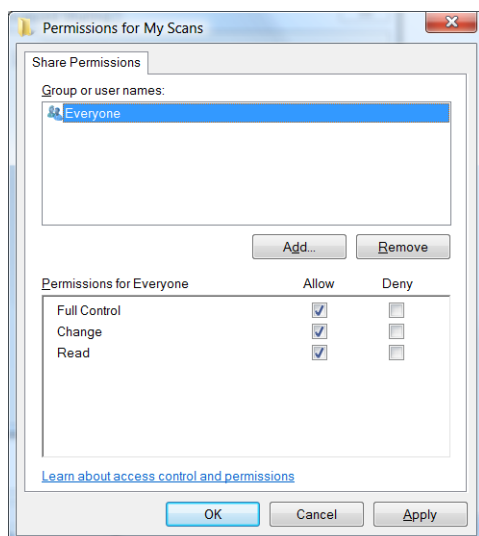 Permissions for My Scans
Share Permissions
Group or user names:
Everyone
Add...
Remove
Permissions for Everyone Allow Deny
Full Control
Change
Read
Learn about access control and permissions
OK Cancel Apply